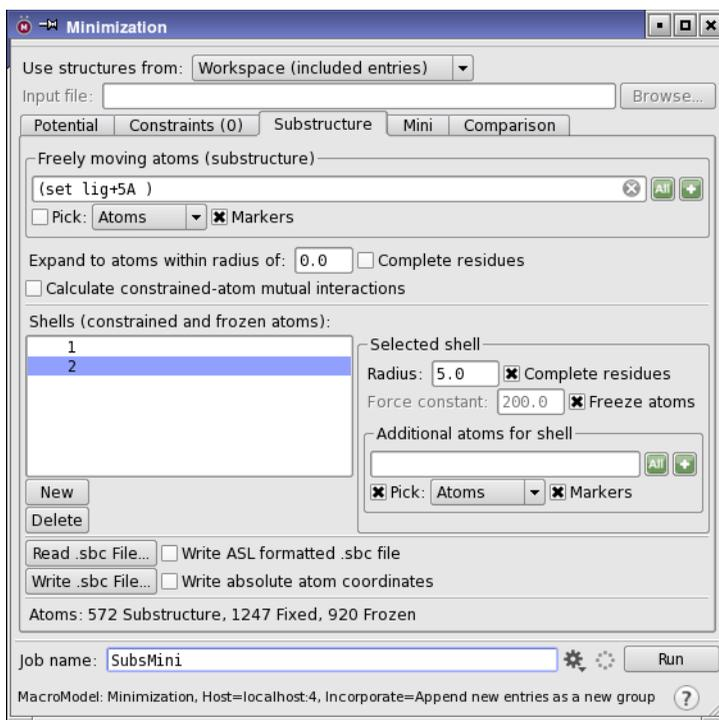 Minimization
Use structures from: Workspace (included entries)
Input file: Browse...
Potential Constraints (0) Substructure Mini Comparison
Freely moving atoms (substructure)
(set lig+5A ) All
Pick: Atoms Markers
Expand to atoms within radius of: 0.0 Complete residues
Calculate constrained-atom mutual interactions
Shells (constrained and frozen atoms):
1
2
Selected shell
Radius: 5.0 Complete residues
Force constant: 200.0 Freeze atoms
Additional atoms for shell
All
Pick: Atoms Markers
New
Delete
Read .sbc File... Write ASL formatted .sbc file
Write .sbc File... Write absolute atom coordinates
Atoms: 572 Substructure, 1247 Fixed, 920 Frozen
Job name: SubsMini Run
MacroModel: Minimization, Host=localhost:4, Incorporate=Append new entries as a new group ?